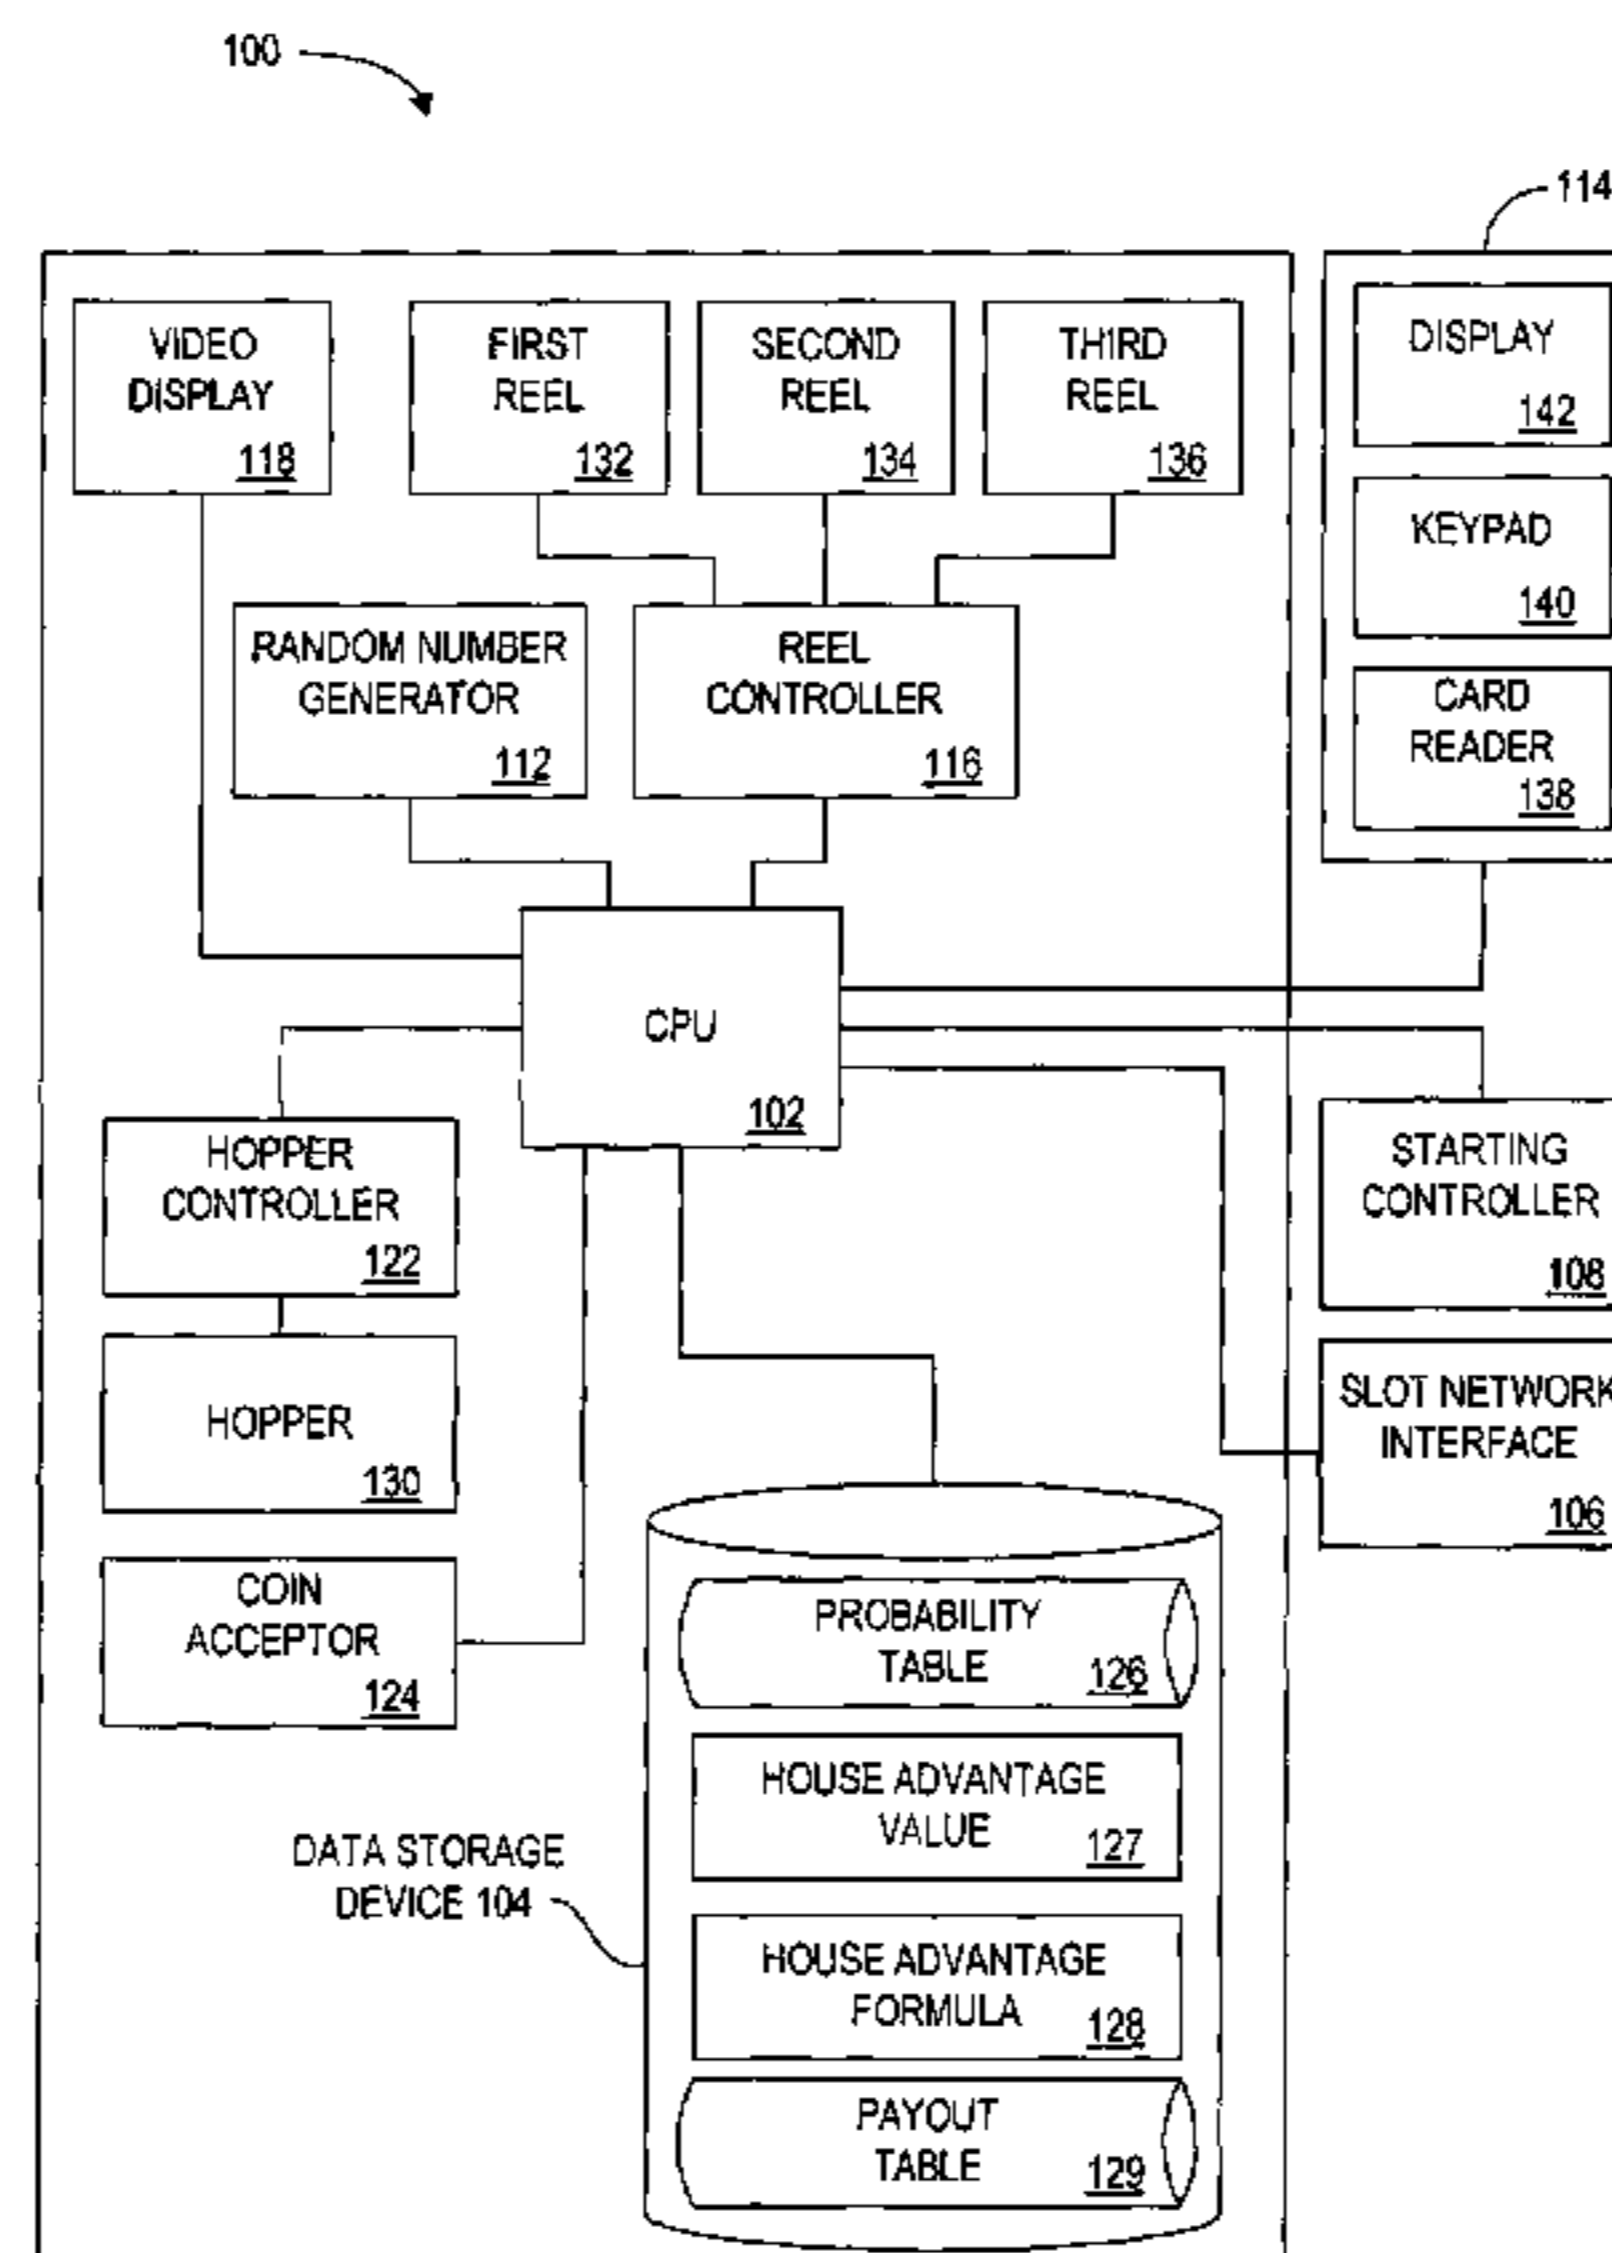 100
114
VIDEO
DISPLAY
118
FIRST
REEL
132
SECOND
REEL
134
THIRD
REEL
136
DISPLAY
142
KEYPAD
140
CARD
READER
138
RANDOM NUMBER
GENERATOR
112
REEL
CONTROLLER
116
CPU
102
HOPPER
CONTROLLER
122
HOPPER
130
COIN
ACCEPTOR
124
STARTING
CONTROLLER
108
SLOT NETWORK
INTERFACE
106
PROBABILITY
TABLE
126
HOUSE ADVANTAGE
VALUE
127
DATA STORAGE
DEVICE 104
HOUSE ADVANTAGE
FORMULA
128
PAYOUT
TABLE
129